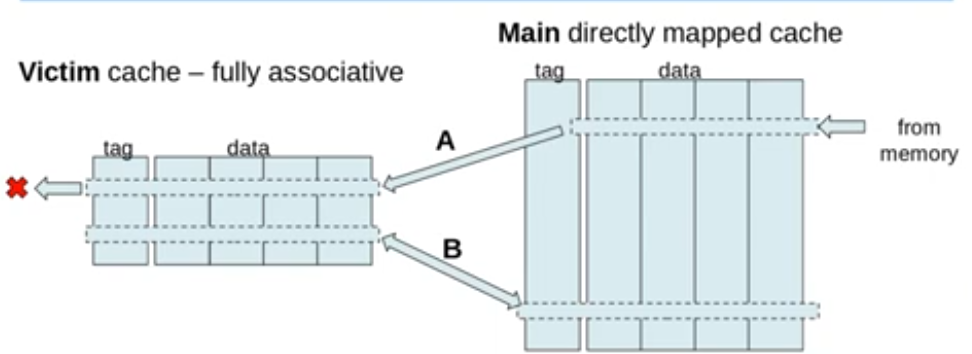 Main directly mapped cache
Victim cache – fully associative
tag data
from
memory
A
tag data
B